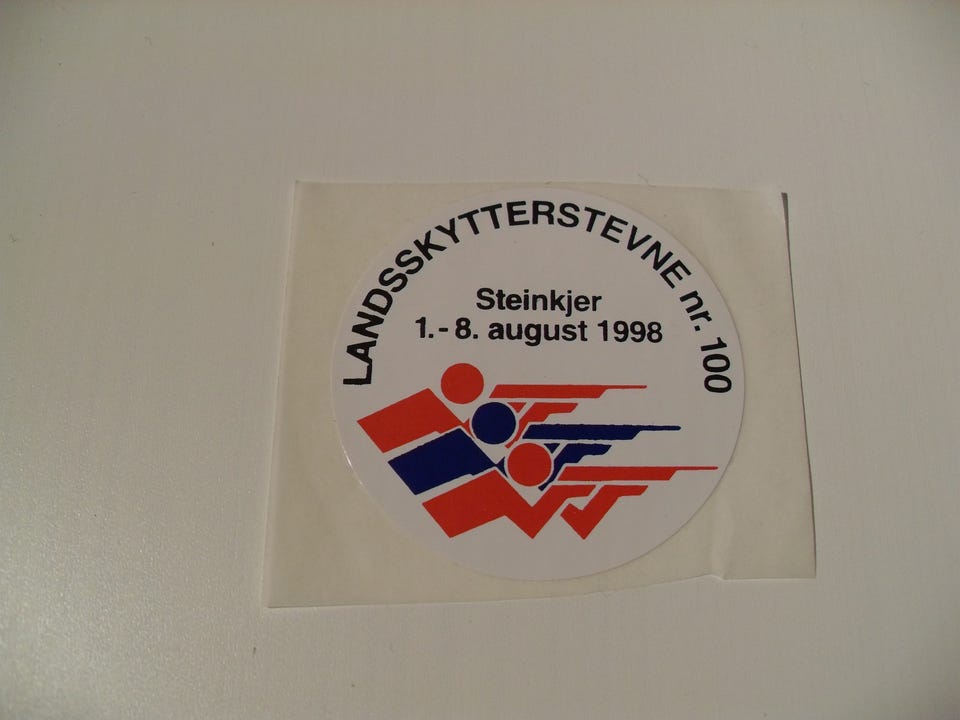 LANDSSKYTTERSTEVNE nr. 100
Steinkjer
1.-8. august 1998